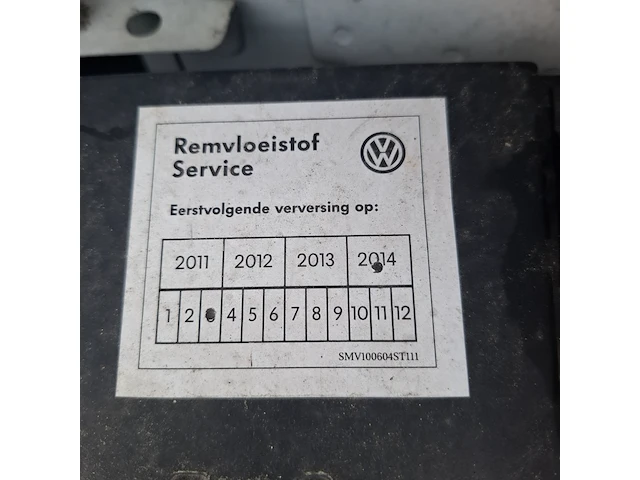 Remvloeistof
Service
Eerstvolgende verversing op:
2011 2012 2013 2014
1 2 3 4 5 6 7 8 9 10 11 12
SMV100604ST111